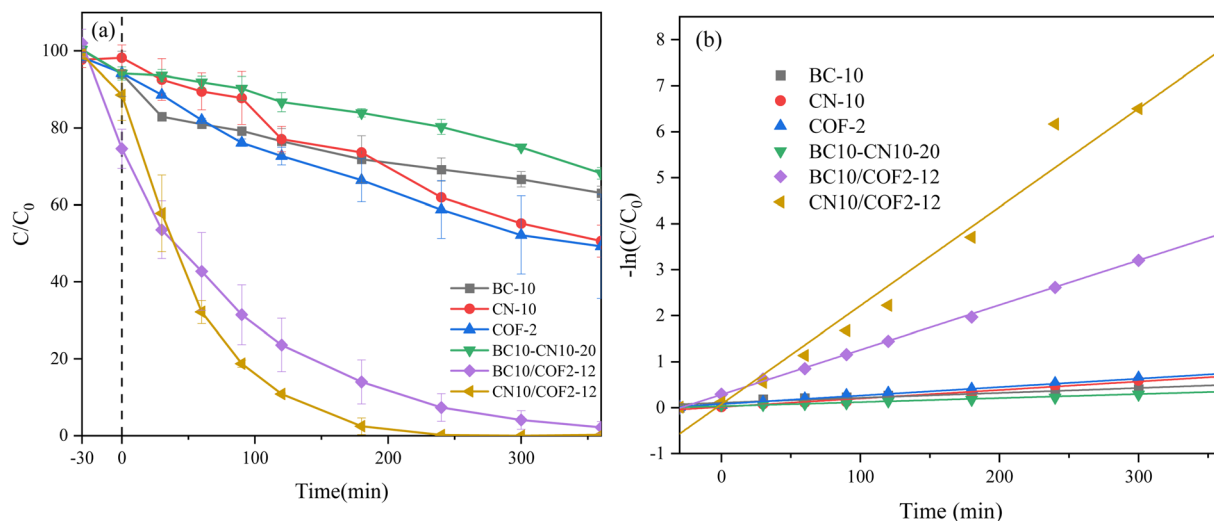 (a)
100
80
60
40
20
0
C/C0
-30
0
100
200
300
Time(min)
BC-10
CN-10
COF-2
BC10-CN10-20
BC10/COF2-12
CN10/COF2-12
(b)
8
7
6
5
4
3
2
1
0
-1
-ln(C/C0)
0
100
200
300
Time (min)
BC-10
CN-10
COF-2
BC10-CN10-20
BC10/COF2-12
CN10/COF2-12